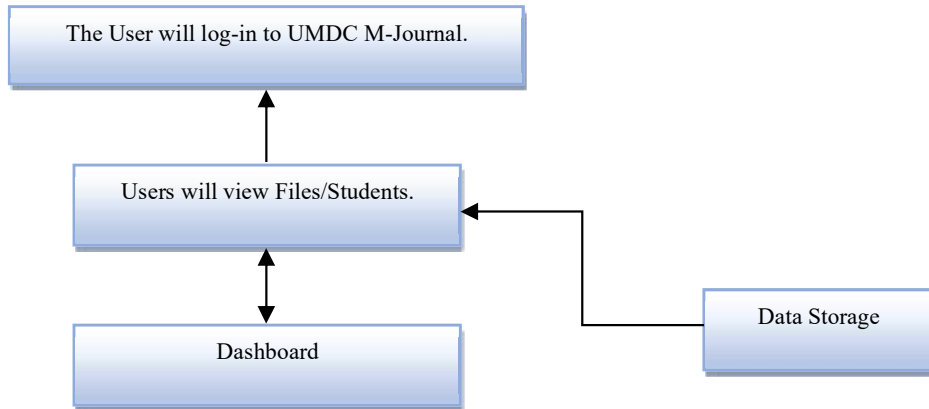 The User will log-in to UMDC M-Journal.
Users will view Files/Students.
Data Storage
Dashboard